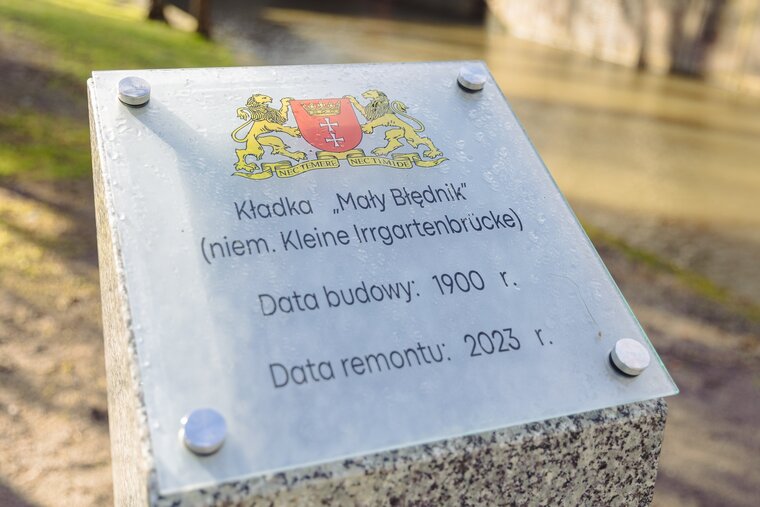 NEC TEMERE NEC TIMIDE
Kładka „Mały Błędnik"
(niem. Kleine Irrgartenbrücke)
Data budowy: 1900 r.
Data remontu: 2023 r.